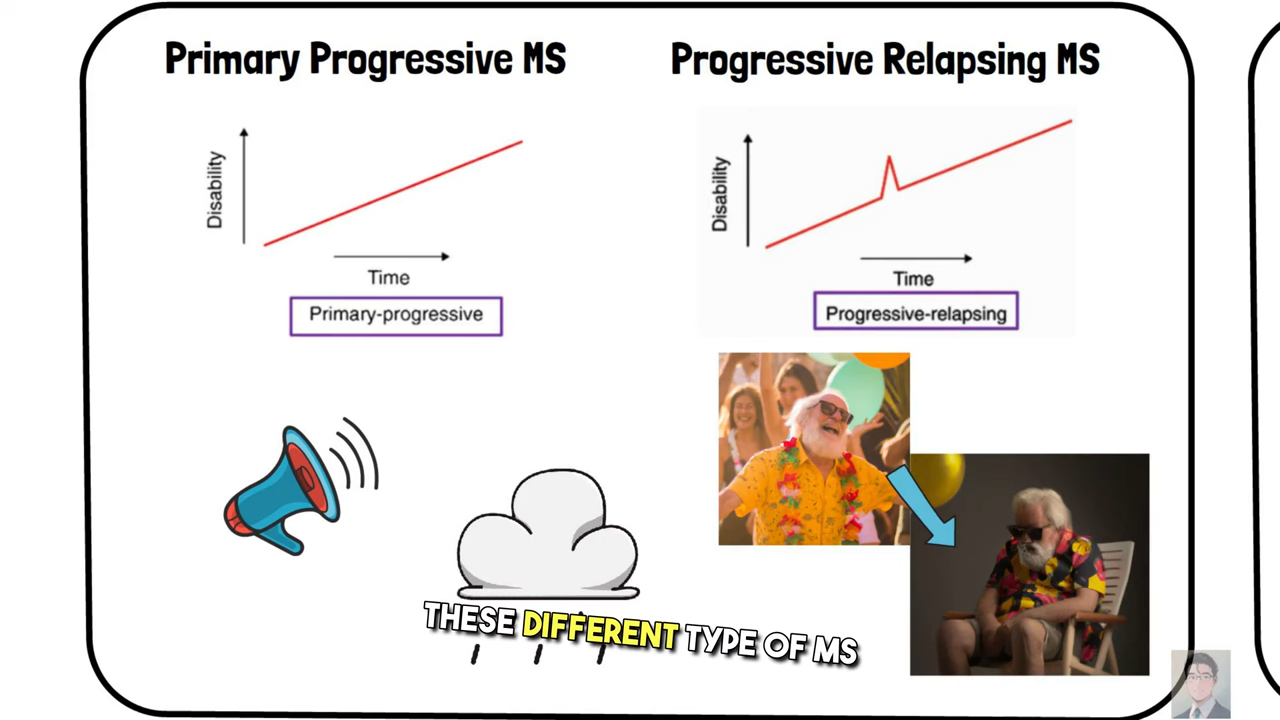 Primary Progressive MS
Disability
Time
Primary-progressive
Progressive Relapsing MS
Disability
Time
Progressive-relapsing
THESE DIFFERENT TYPE OF MS